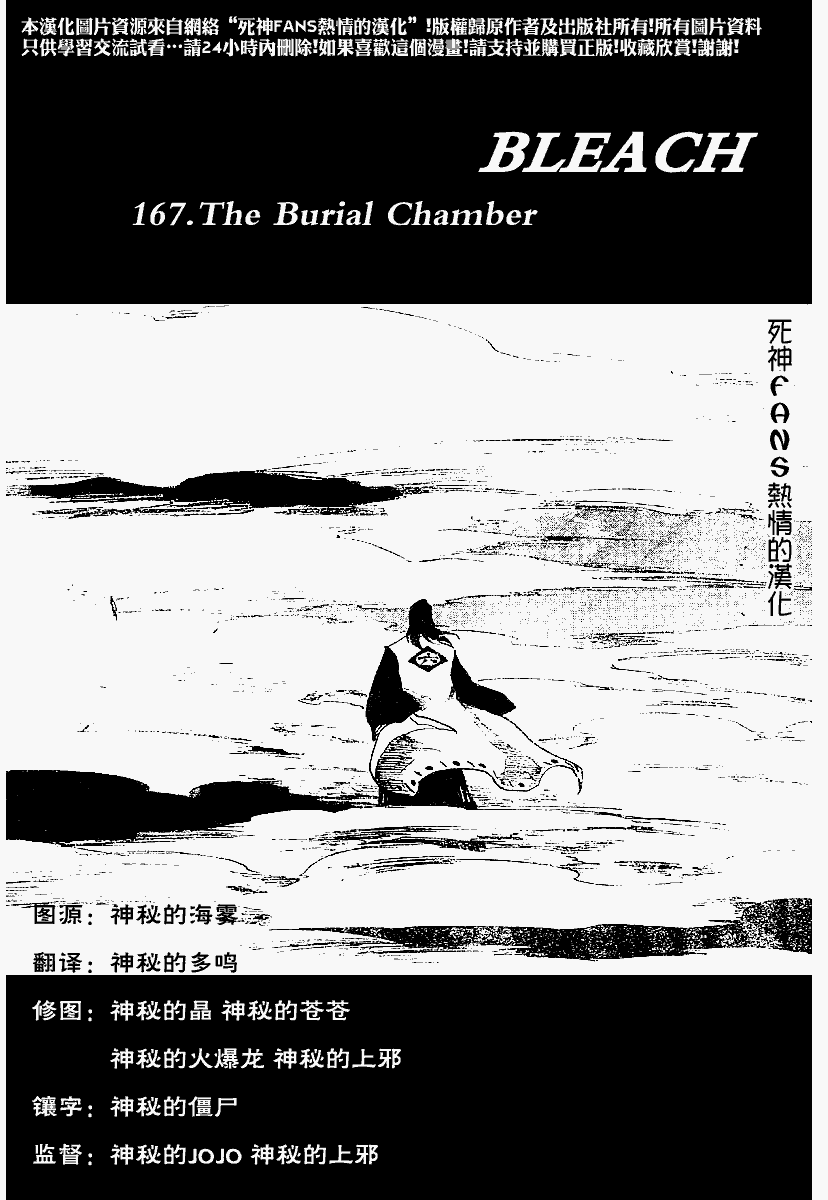 本漢化圖片資源來自網絡“死神FANS熱情的漢化”!版權歸原作者及出版社所有!所有圖片資料
只供學習交流試看…請24小時內刪除!如果喜歡這個漫畫!請支持並購買正版!收藏欣賞!謝謝!
BLEACH
167.The Burial Chamber
死神FANS熱情的漢化
六
图源：神秘的海雾
翻译：神秘的多鸣
修图：神秘的晶 神秘的苍苍
神秘的火爆龙 神秘的上邪
镶字：神秘的僵尸
监督：神秘的JOJO 神秘的上邪